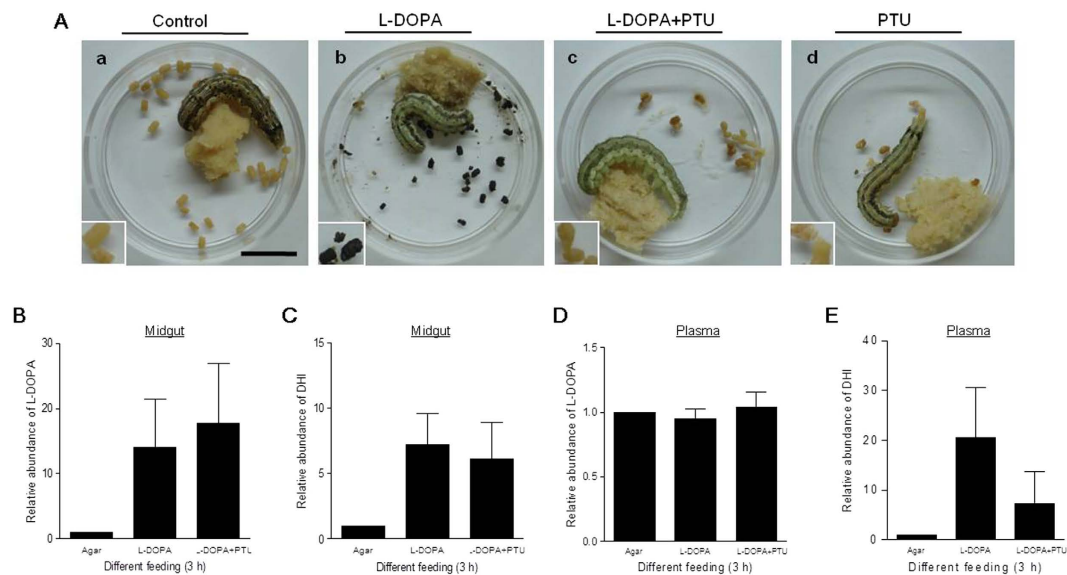 A
Control
L-DOPA
L-DOPA+PTU
PTU
a
b
c
d
B
Midgut
Relative abundance of L-DOPA
30
20
10
0
Agar
L-DOPA
L-DOPA+PTU
Different feeding (3 h)
C
Midgut
Relative abundance of DHI
15
10
5
0
Agar
L-DOPA
L-DOPA+PTU
Different feeding (3 h)
D
Plasma
Relative abundance of L-DOPA
1.5
1.0
0.5
0.0
Agar
L-DOPA
L-DOPA+PTU
Different feeding (3 h)
E
Plasma
Relative abundance of DHI
40
30
20
10
0
Agar
L-DOPA
L-DOPA+PTU
Different feeding (3 h)